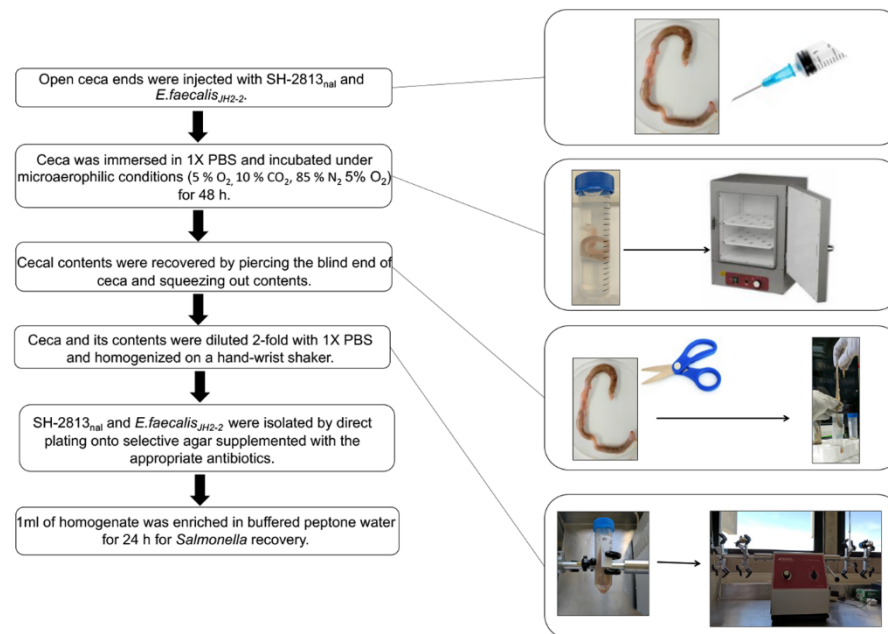 Open ceca ends were injected with SH-2813nal and
E.faecalisJH2-2.
Ceca was immersed in 1X PBS and incubated under
microaerophilic conditions (5 % O2, 10 % CO2, 85 % N2 5% O2)
for 48 h.
Cecal contents were recovered by piercing the blind end of
ceca and squeezing out contents.
Ceca and its contents were diluted 2-fold with 1X PBS
and homogenized on a hand-wrist shaker.
SH-2813nal and E.faecalisJH2-2 were isolated by direct
plating onto selective agar supplemented with the
appropriate antibiotics.
1ml of homogenate was enriched in buffered peptone water
for 24 h for Salmonella recovery.